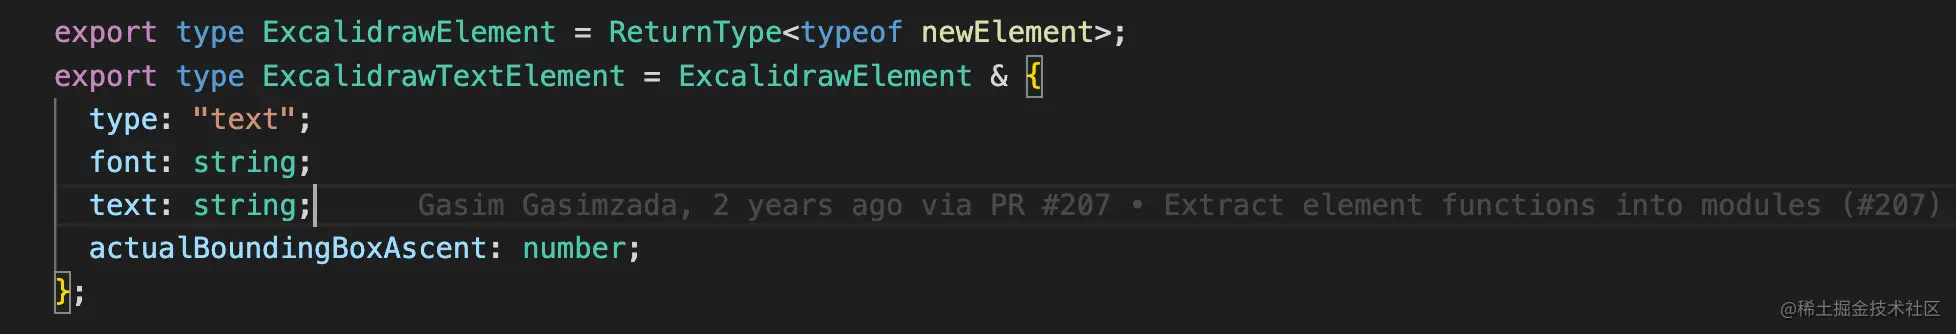 export type ExcalidrawElement = ReturnType<typeof newElement>;
export type ExcalidrawTextElement = ExcalidrawElement & {
  type: "text";
  font: string;
  text: string;      Gasim Gasimzada, 2 years ago via PR #207 • Extract element functions into modules (#207)
  actualBoundingBoxAscent: number;
};
@稀土掘金技术社区